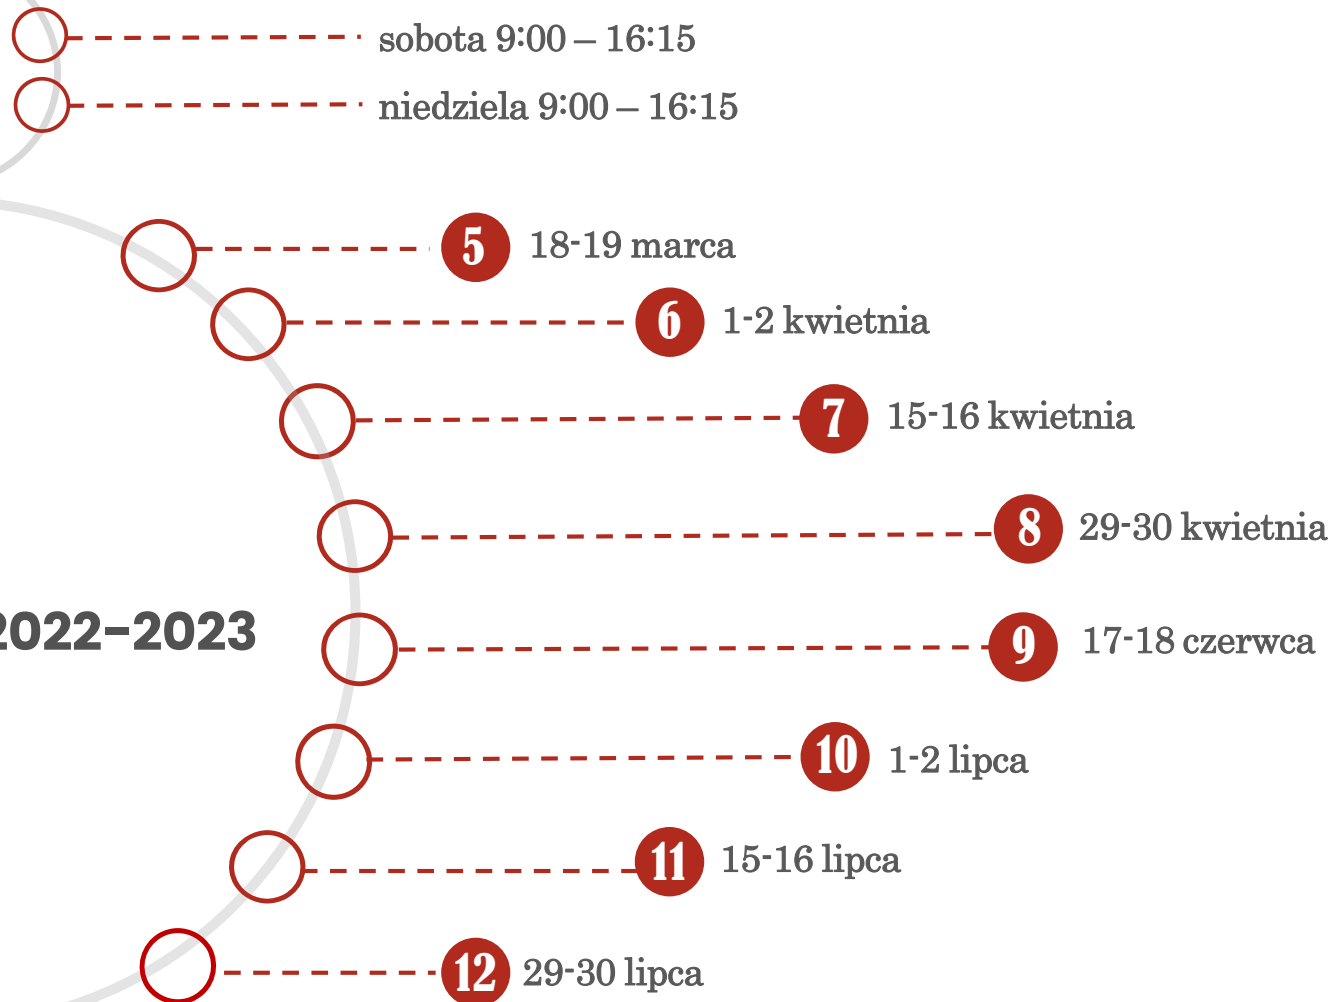 sobota 9:00 – 16:15
niedziela 9:00 – 16:15
5 18-19 marca
6 1-2 kwietnia
7 15-16 kwietnia
8 29-30 kwietnia
2022-2023
9 17-18 czerwca
10 1-2 lipca
11 15-16 lipca
12 29-30 lipca